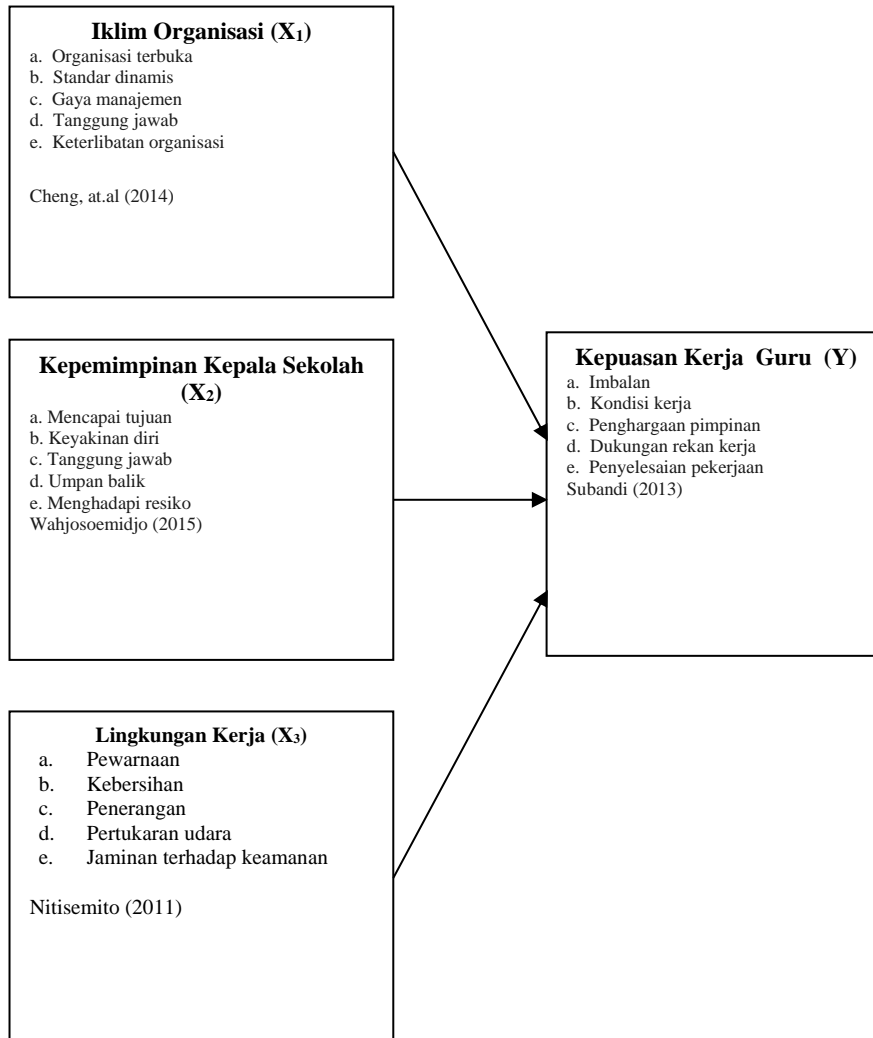 Iklim Organisasi (X₁)
a. Organisasi terbuka
b. Standar dinamis
c. Gaya manajemen
d. Tanggung jawab
e. Keterlibatan organisasi
Cheng, at.al (2014)
Kepemimpinan Kepala Sekolah
(X₂)
a. Mencapai tujuan
b. Keyakinan diri
c. Tanggung jawab
d. Umpan balik
e. Menghadapi resiko
Wahjosoemidjo (2015)
Lingkungan Kerja (X₃)
a. Pewarnaan
b. Kebersihan
c. Penerangan
d. Pertukaran udara
e. Jaminan terhadap keamanan
Nitisemito (2011)
Kepuasan Kerja Guru (Y)
a. Imbalan
b. Kondisi kerja
c. Penghargaan pimpinan
d. Dukungan rekan kerja
e. Penyelesaian pekerjaan
Subandi (2013)